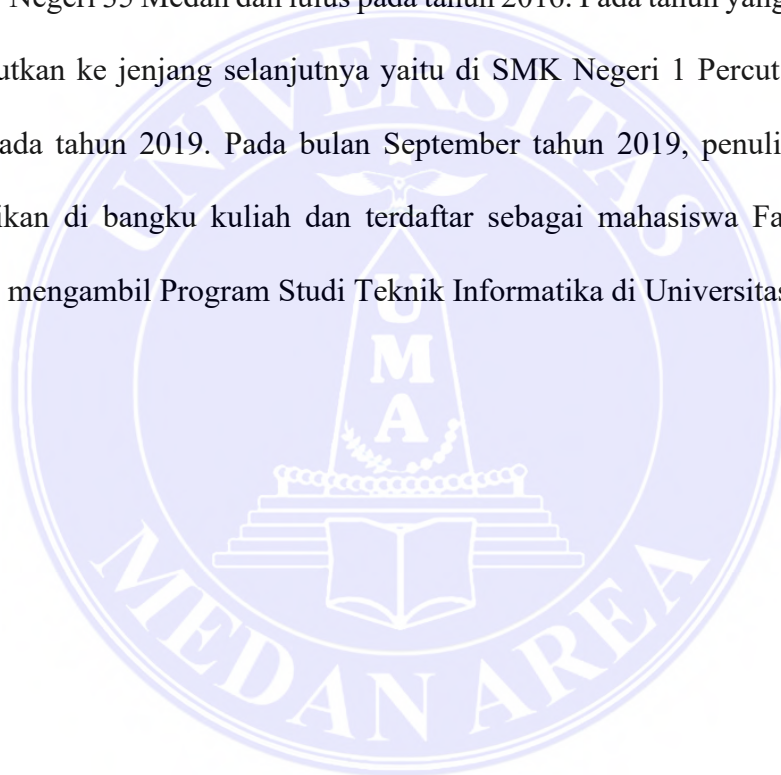 Negeri 35 Medan dan lulus pada tahun 2016. Pada tahun yang
utkan ke jenjang selanjutnya yaitu di SMK Negeri 1 Percut
ada tahun 2019. Pada bulan September tahun 2019, penuli
ikan di bangku kuliah dan terdaftar sebagai mahasiswa Fa
mengambil Program Studi Teknik Informatika di Universitas
UNIVERSITAS
U
M
A
MEDAN AREA